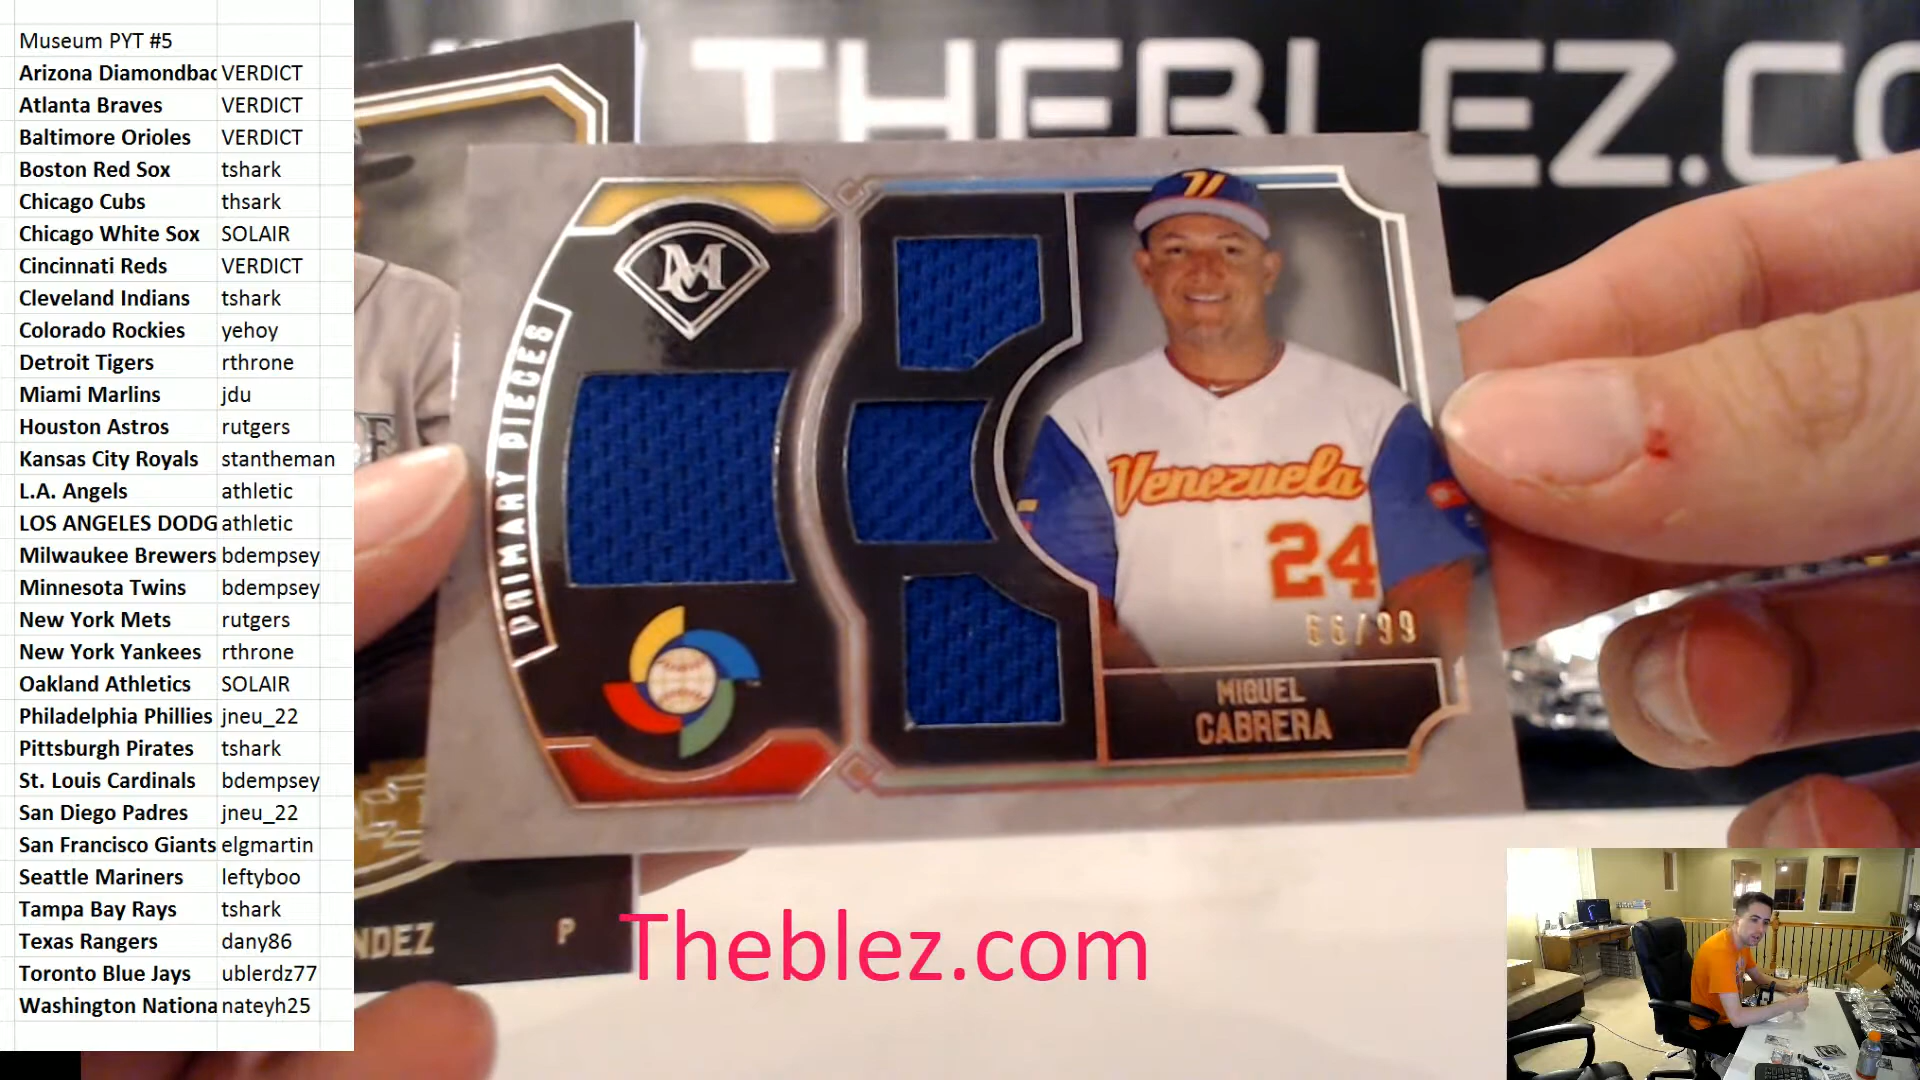 Museum PYT #5
Arizona Diamondbac VERDICT
Atlanta Braves VERDICT
Baltimore Orioles VERDICT
Boston Red Sox tshark
Chicago Cubs thsark
Chicago White Sox SOLAIR
Cincinnati Reds VERDICT
Cleveland Indians tshark
Colorado Rockies yehoy
Detroit Tigers rthrone
Miami Marlins jdu
Houston Astros rutgers
Kansas City Royals stantheman
L.A. Angels athletic
LOS ANGELES DODG athletic
Milwaukee Brewers bdempsey
Minnesota Twins bdempsey
New York Mets rutgers
New York Yankees rthrone
Oakland Athletics SOLAIR
Philadelphia Phillies jneu_22
Pittsburgh Pirates tshark
St. Louis Cardinals bdempsey
San Diego Padres jneu_22
San Francisco Giants elgmartin
Seattle Mariners leftyboo
Tampa Bay Rays tshark
Texas Rangers dany86
Toronto Blue Jays ublerdz77
Washington Nationa nateyh25
THEBLEZ.CO
MC
PRIMARY PIECES
V
Venezuela
24
66/99
MIGUEL
CABRERA
NDEZ P
Theblez.com